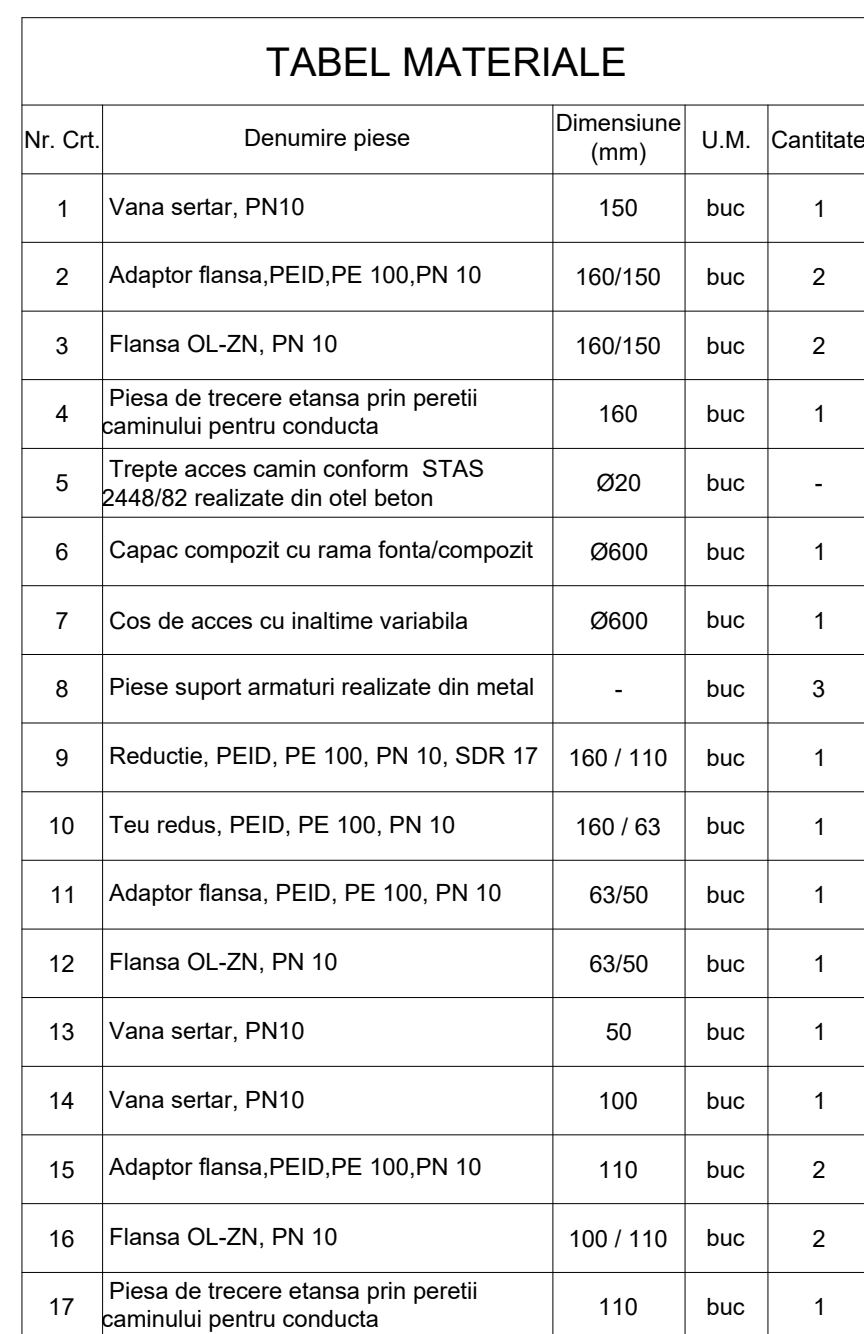 TABEL MATERIALE
Nr. Crt. Denumire piese Dimensiune (mm) U.M. Cantitate
1 Vana sertar, PN10 150 buc 1
2 Adaptor flansa,PEID,PE 100,PN 10 160/150 buc 2
3 Flansa OL-ZN, PN 10 160/150 buc 2
4 Piesa de trecere etansa prin peretii
caminului pentru conducta 160 buc 1
5 Trepte acces camin conform STAS
2448/82 realizate din otel beton Ø20 buc -
6 Capac compozit cu rama fonta/compozit Ø600 buc 1
7 Cos de acces cu inaltime variabila Ø600 buc 1
8 Piese suport armaturi realizate din metal - buc 3
9 Reductie, PEID, PE 100, PN 10, SDR 17 160 / 110 buc 1
10 Teu redus, PEID, PE 100, PN 10 160 / 63 buc 1
11 Adaptor flansa, PEID, PE 100, PN 10 63/50 buc 1
12 Flansa OL-ZN, PN 10 63/50 buc 1
13 Vana sertar, PN10 50 buc 1
14 Vana sertar, PN10 100 buc 1
15 Adaptor flansa,PEID,PE 100,PN 10 110 buc 2
16 Flansa OL-ZN, PN 10 100 / 110 buc 2
17 Piesa de trecere etansa prin peretii
caminului pentru conducta 110 buc 1